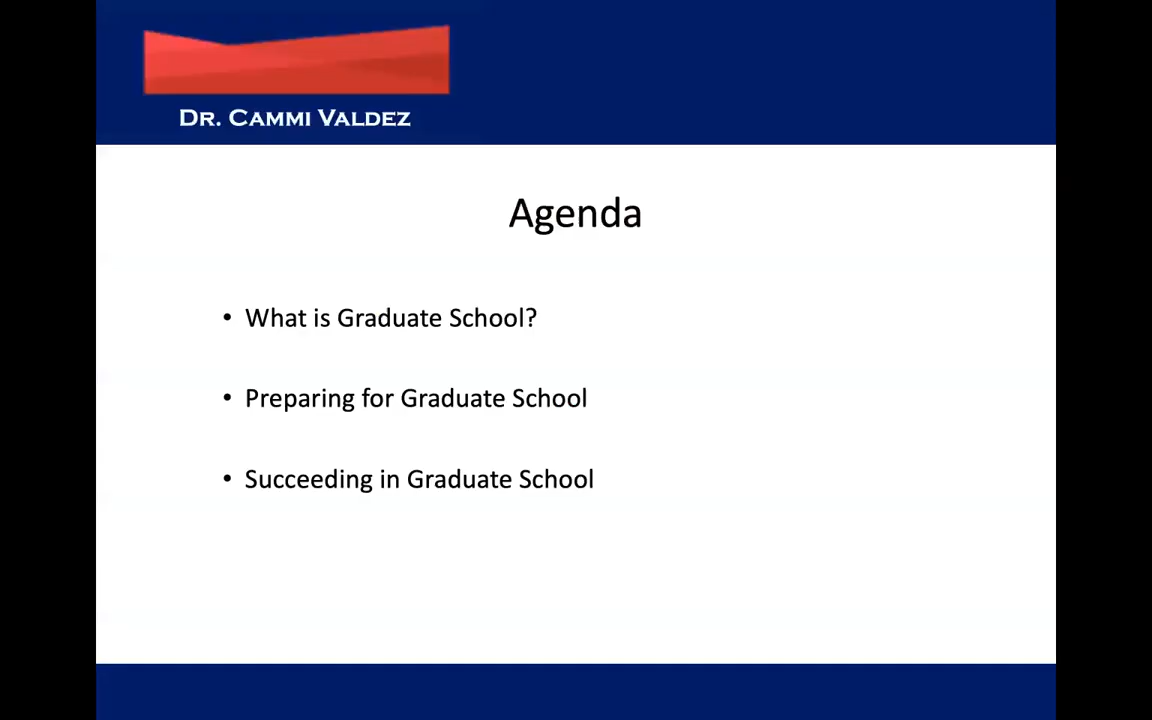 DR. CAMMI VALDEZ
Agenda
• What is Graduate School?
• Preparing for Graduate School
• Succeeding in Graduate School